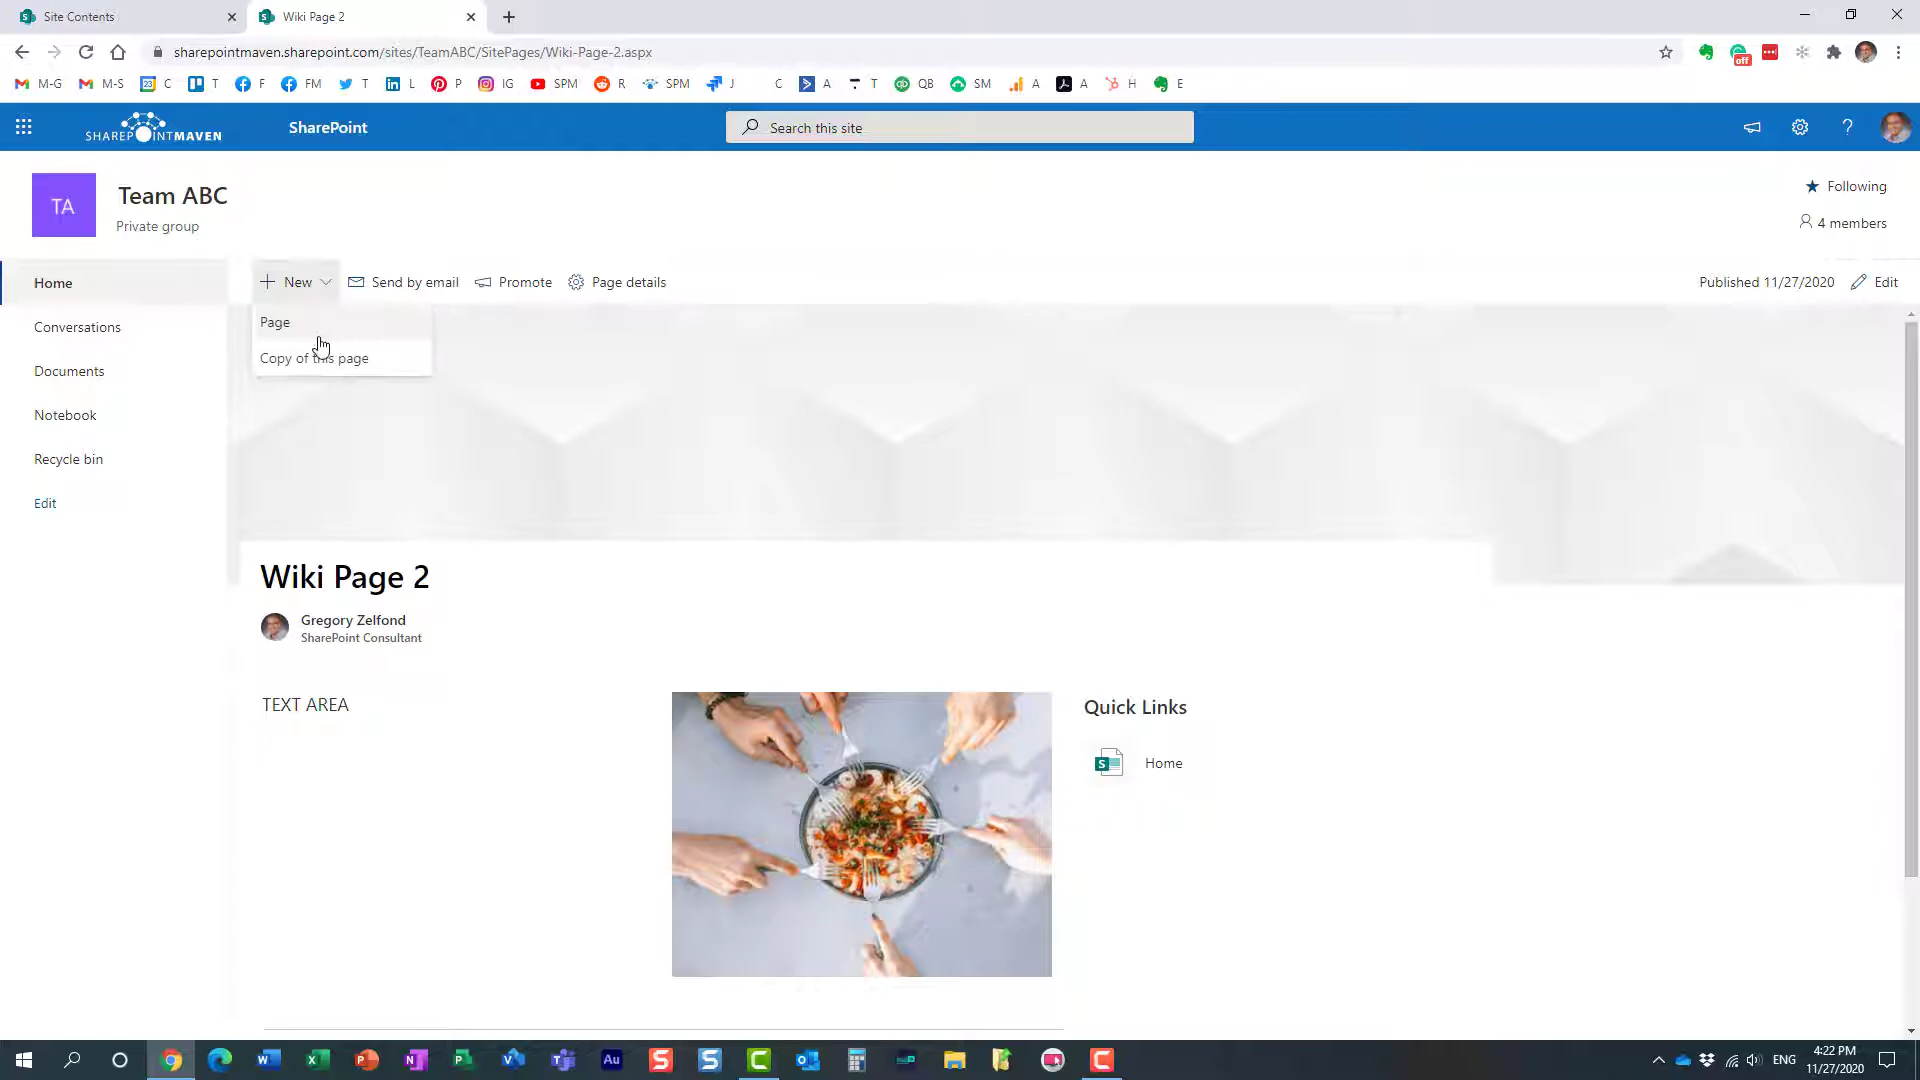 Site Contents
Wiki Page 2
sharepointmaven.sharepoint.com/sites/TeamABC/SitePages/Wiki-Page-2.aspx
off
M-G M-S 23 C T F FM T L P IG SPM R SPM J C A T QB SM A A H E
SHAREPOINTMAVEN
SharePoint
Search this site
TA
Team ABC
Private group
Following
4 members
Home
Conversations
Documents
Notebook
Recycle bin
Edit
New Send by email Promote Page details
Published 11/27/2020 Edit
Page
Copy of this page
Wiki Page 2
Gregory Zelfond
SharePoint Consultant
TEXT AREA
Quick Links
S Home
ENG
4:22 PM
11/27/2020